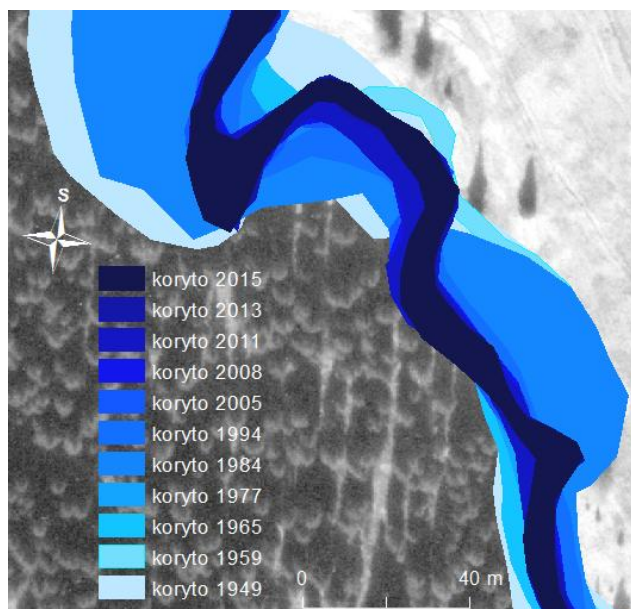 S
koryto 2015
koryto 2013
koryto 2011
koryto 2008
koryto 2005
koryto 1994
koryto 1984
koryto 1977
koryto 1965
koryto 1959
koryto 1949
0 40 m